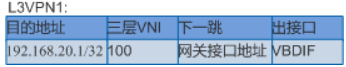 L3VPN1:
目的地址 三层VNI 下一跳 出接口
192.168.20.1/32 100 网关接口地址 VBDIF